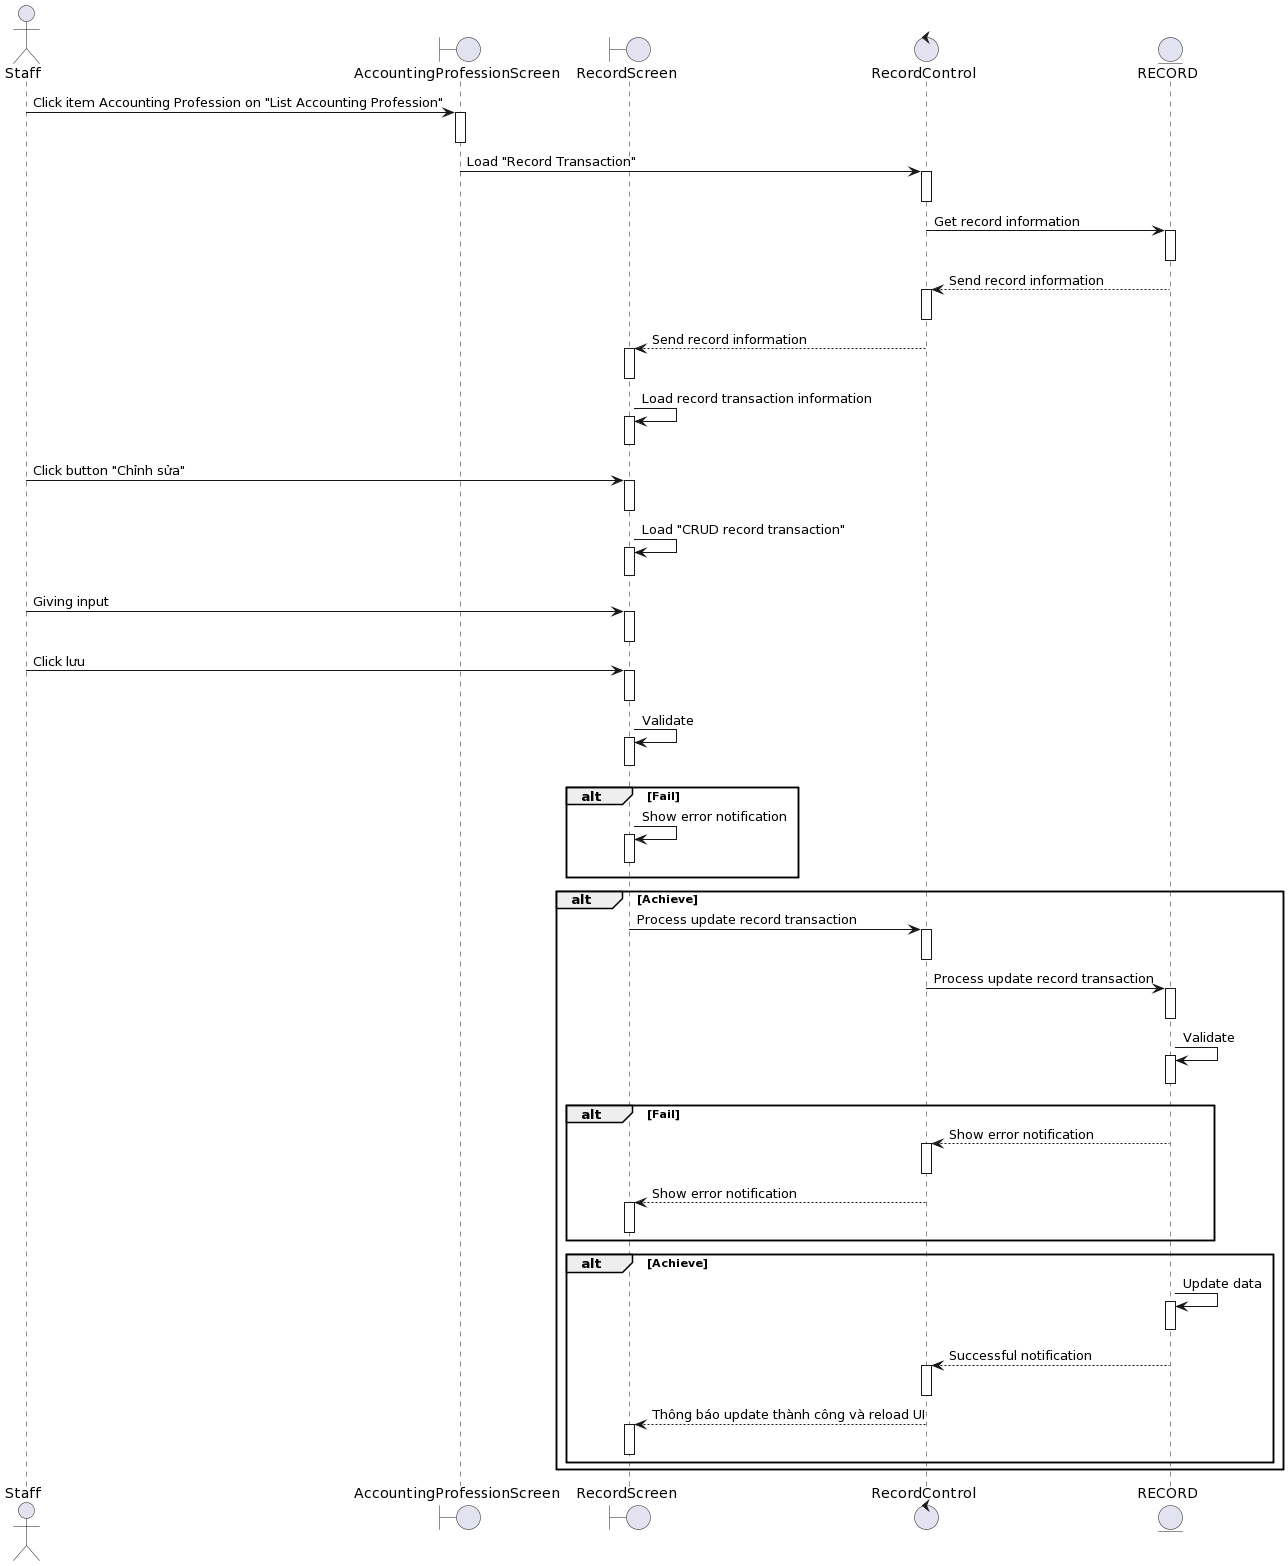 Staff
AccountingProfessionScreen
RecordScreen
RecordControl
RECORD
Click item Accounting Profession on "List Accounting Profession"
Load "Record Transaction"
Get record information
Send record information
Send record information
Load record transaction information
Click button "Chỉnh sửa"
Load "CRUD record transaction"
Giving input
Click lưu
Validate
alt [Fail]
Show error notification
alt [Achieve]
Process update record transaction
Process update record transaction
Validate
alt [Fail]
Show error notification
Show error notification
alt [Achieve]
Update data
Successful notification
Thông báo update thành công và reload UI
Staff
AccountingProfessionScreen
RecordScreen
RecordControl
RECORD